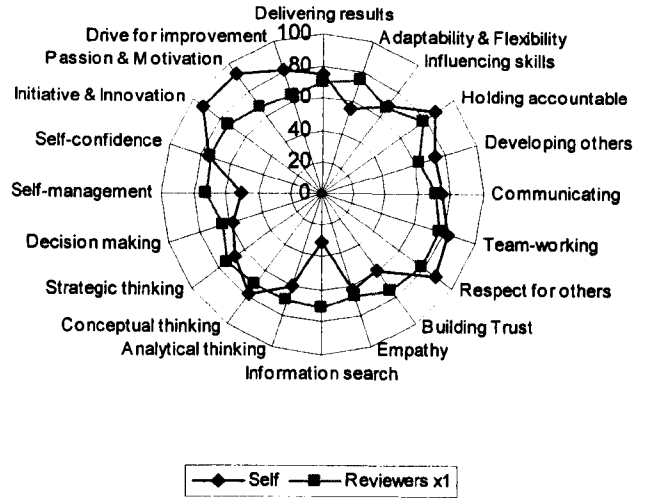 Delivering results
Drive for improvement
100
Adaptability & Flexibility
Passion & Motivation
80
Influencing skills
Initiative & Innovation
60
Holding accountable
Self-confidence
40
Developing others
20
Self-management
0
Communicating
Decision making
Team-working
Strategic thinking
Respect for others
Conceptual thinking
Building Trust
Analytical thinking
Empathy
Information search
Self
Reviewers x1